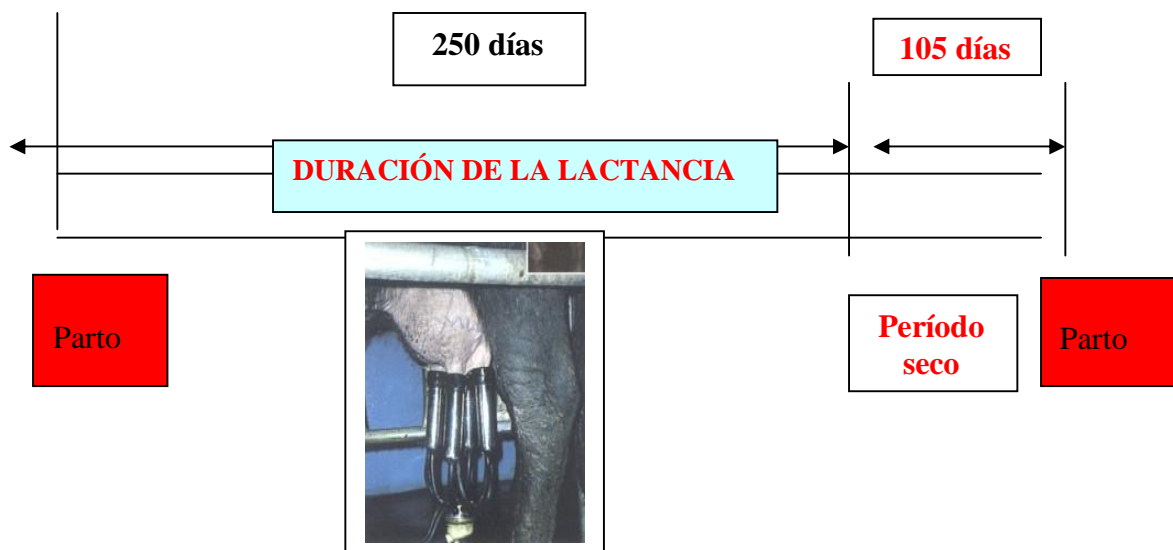 250 días
105 días
DURACIÓN DE LA LACTANCIA
Parto
Período
seco
Parto